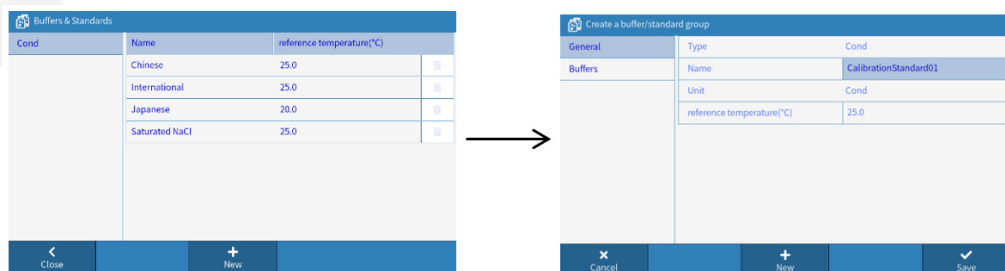 Buffers & Standards
Cond
Name reference temperature(°C)
Chinese 25.0
International 25.0
Japanese 20.0
Saturated NaCl 25.0
Close
New
Create a buffer/standard group
General
Buffers
Type Cond
Name CalibrationStandard01
Unit Cond
reference temperature(°C) 25.0
Cancel
New
Save